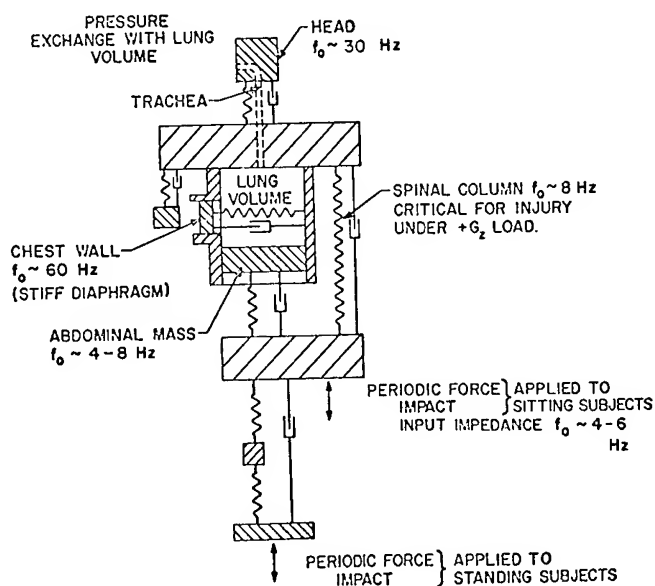 PRESSURE
EXCHANGE WITH LUNG
VOLUME
HEAD
f₀ ~ 30 Hz
TRACHEA
LUNG
VOLUME
SPINAL COLUMN f₀ ~ 8 Hz
CRITICAL FOR INJURY
UNDER +G_z LOAD.
CHEST WALL
f₀ ~ 60 Hz
(STIFF DIAPHRAGM)
ABDOMINAL MASS
f₀ ~ 4-8 Hz
PERIODIC FORCE } APPLIED TO
IMPACT } SITTING SUBJECTS
INPUT IMPEDANCE f₀ ~ 4-6
Hz
PERIODIC FORCE } APPLIED TO
IMPACT } STANDING SUBJECTS